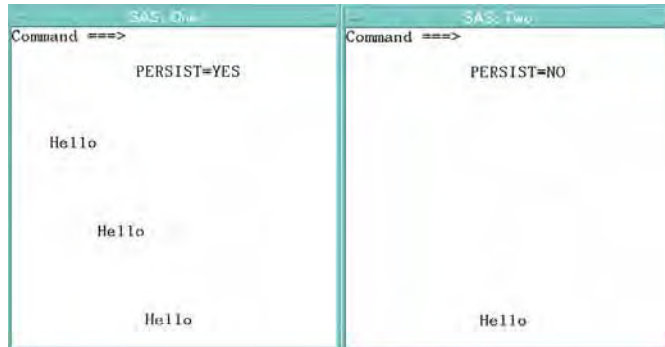 SAS: One
Command ===>
PERSIST=YES
Hello
Hello
Hello
SAS: Two
Command ===>
PERSIST=NO
Hello